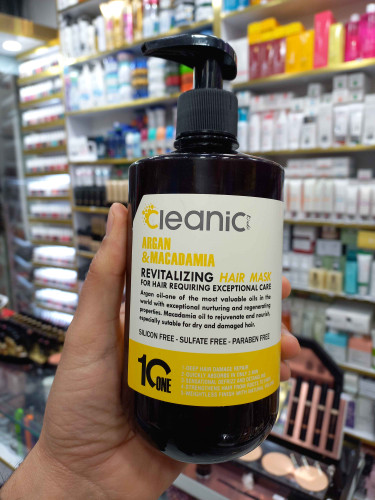 Cleanic
ARGAN
& MACADAMIA
REVITALIZING HAIR MASK
FOR HAIR REQUIRING EXCEPTIONAL CARE
Argan oil-one of the most valuable oils in the
world with exceptional nurturing and regenerating
properties. Macadamia oil to rejuvenate and nourish,
especially suitable for dry and damaged hair.
SILICON FREE - SULFATE FREE - PARABEN FREE
10
ONE